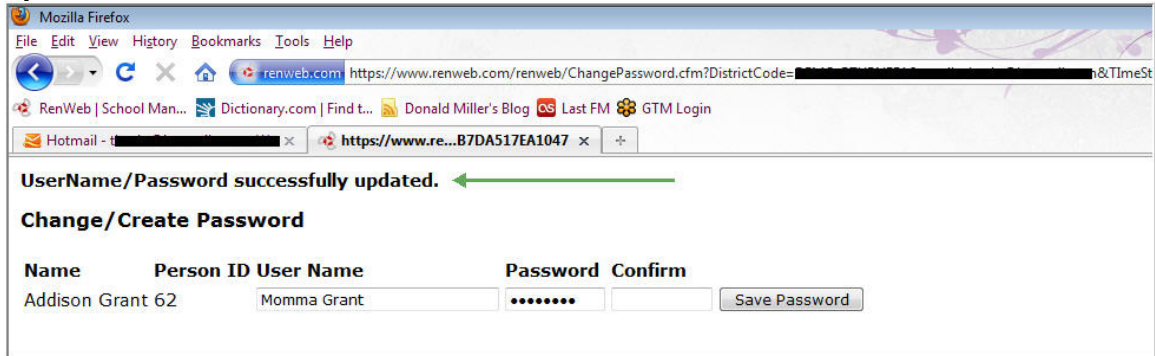 Mozilla Firefox
File Edit View History Bookmarks Tools Help
renweb.com https://www.renweb.com/renweb/ChangePassword.cfm?DistrictCode= n&TImeSt
RenWeb | School Man... Dictionary.com | Find t... Donald Miller's Blog Last FM GTM Login
Hotmail - t https://www.re...B7DA517EA1047
UserName/Password successfully updated.
Change/Create Password
Name Person ID User Name Password Confirm
Addison Grant 62 Momma Grant •••••••• Save Password